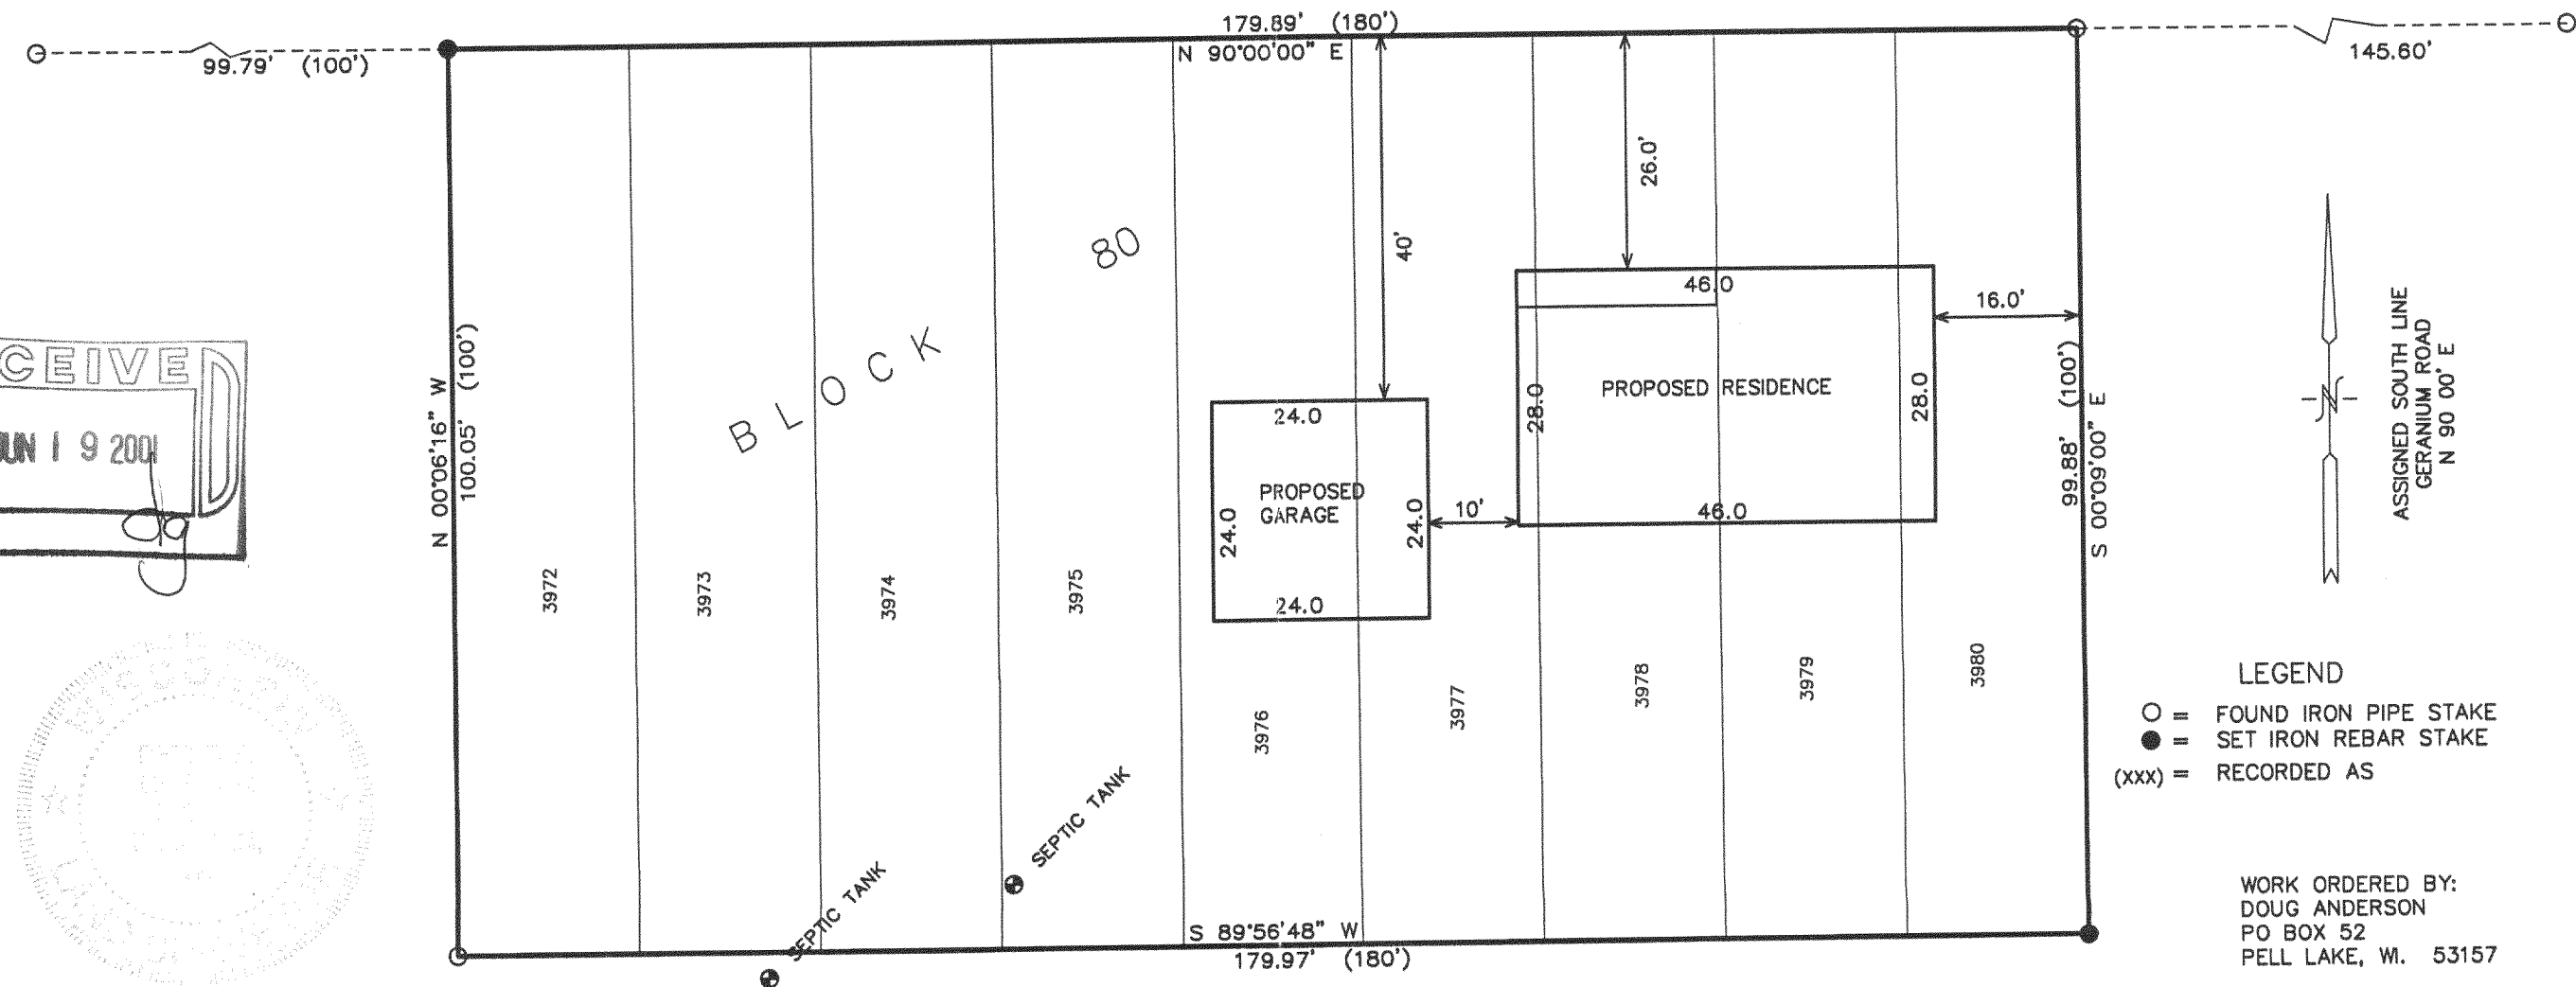 179.89' (180')
N 90°00'00" E
99.79' (100')
145.60'
26.0'
40'
80
BLOCK
N 00°06'16" W
100.05' (100')
46.0
16.0'
PROPOSED RESIDENCE
28.0
28.0
46.0
99.88' (100')
S 00°09'00" E
24.0
PROPOSED
GARAGE
24.0
24.0
24.0
10'
3972
3973
3974
3975
3976
3977
3978
3979
3980
SEPTIC TANK
SEPTIC TANK
S 89°56'48" W
179.97' (180')
CEIVED
JUN 19 2001
WISCONSIN
N
ASSIGNED SOUTH LINE
GERANIUM ROAD
N 90 00' E
LEGEND
O = FOUND IRON PIPE STAKE
● = SET IRON REBAR STAKE
(XXX) = RECORDED AS
WORK ORDERED BY:
DOUG ANDERSON
PO BOX 52
PELL LAKE, WI. 53157